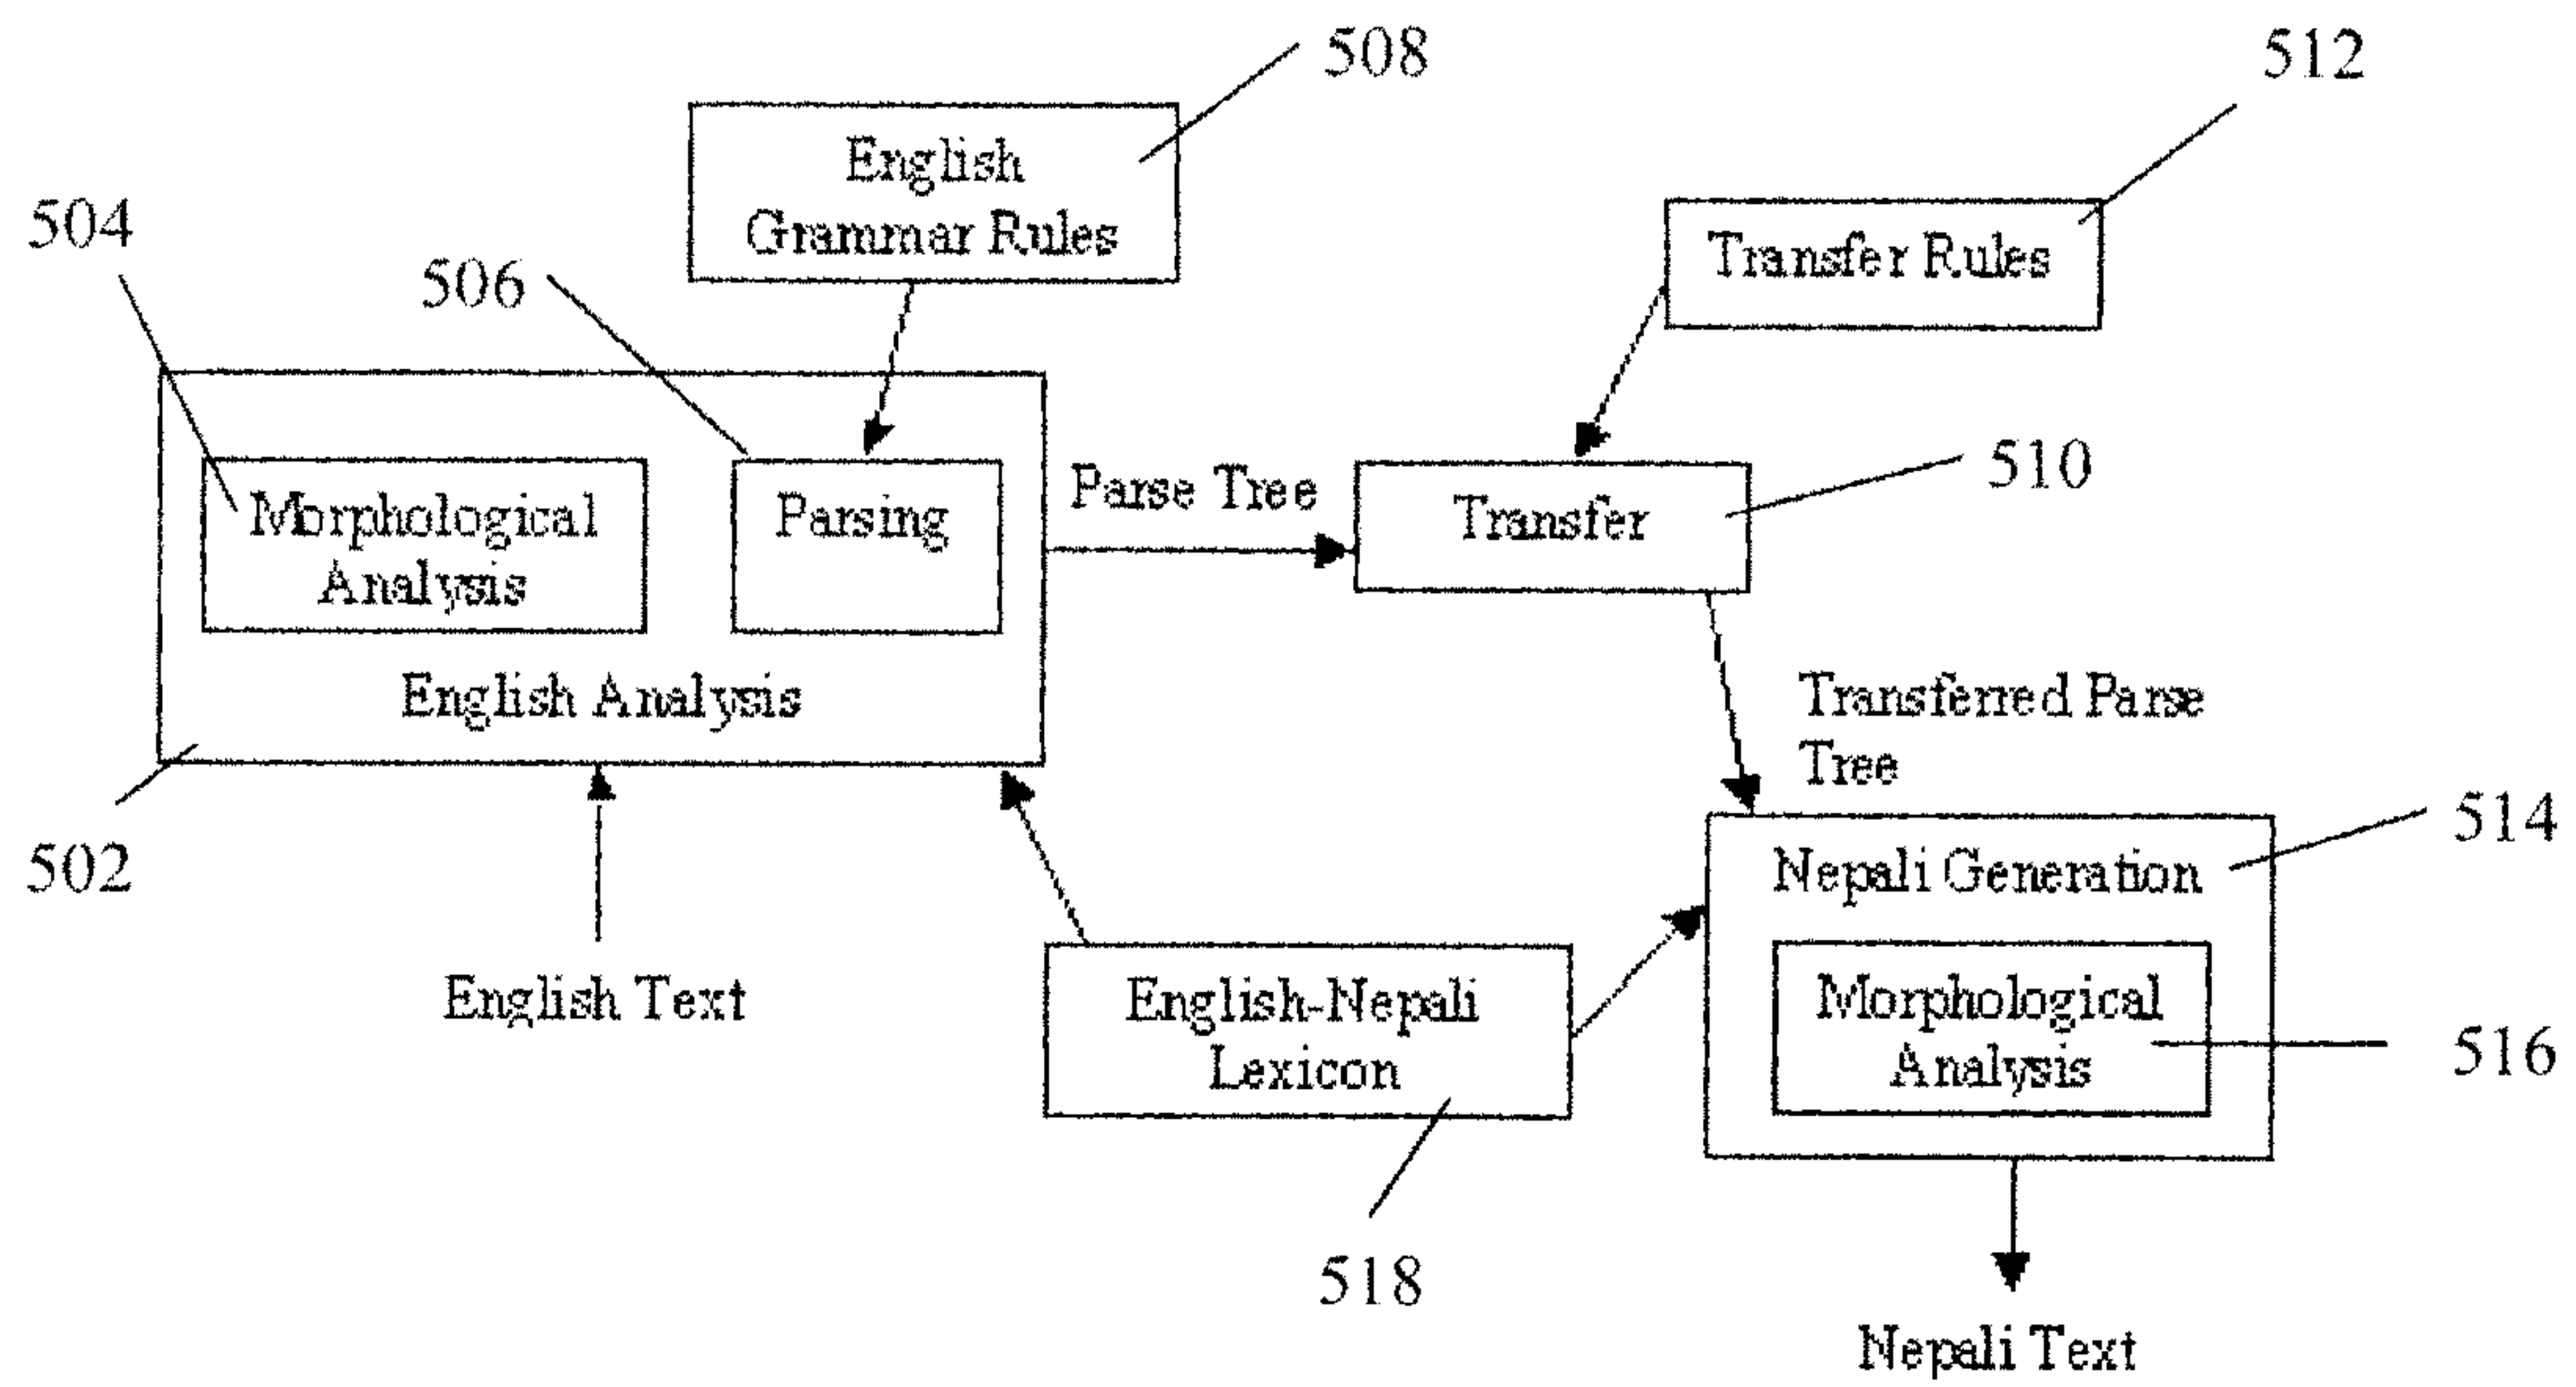 508
512
English
Grammar Rules
504
506
Transfer Rules
Morphological
Analysis
Parsing
Parse Tree
Transfer
510
English Analysis
Transferred Parse
Tree
502
514
Nepali Generation
English Text
English-Nepali
Lexicon
Morphological
Analysis
516
518
Nepali Text